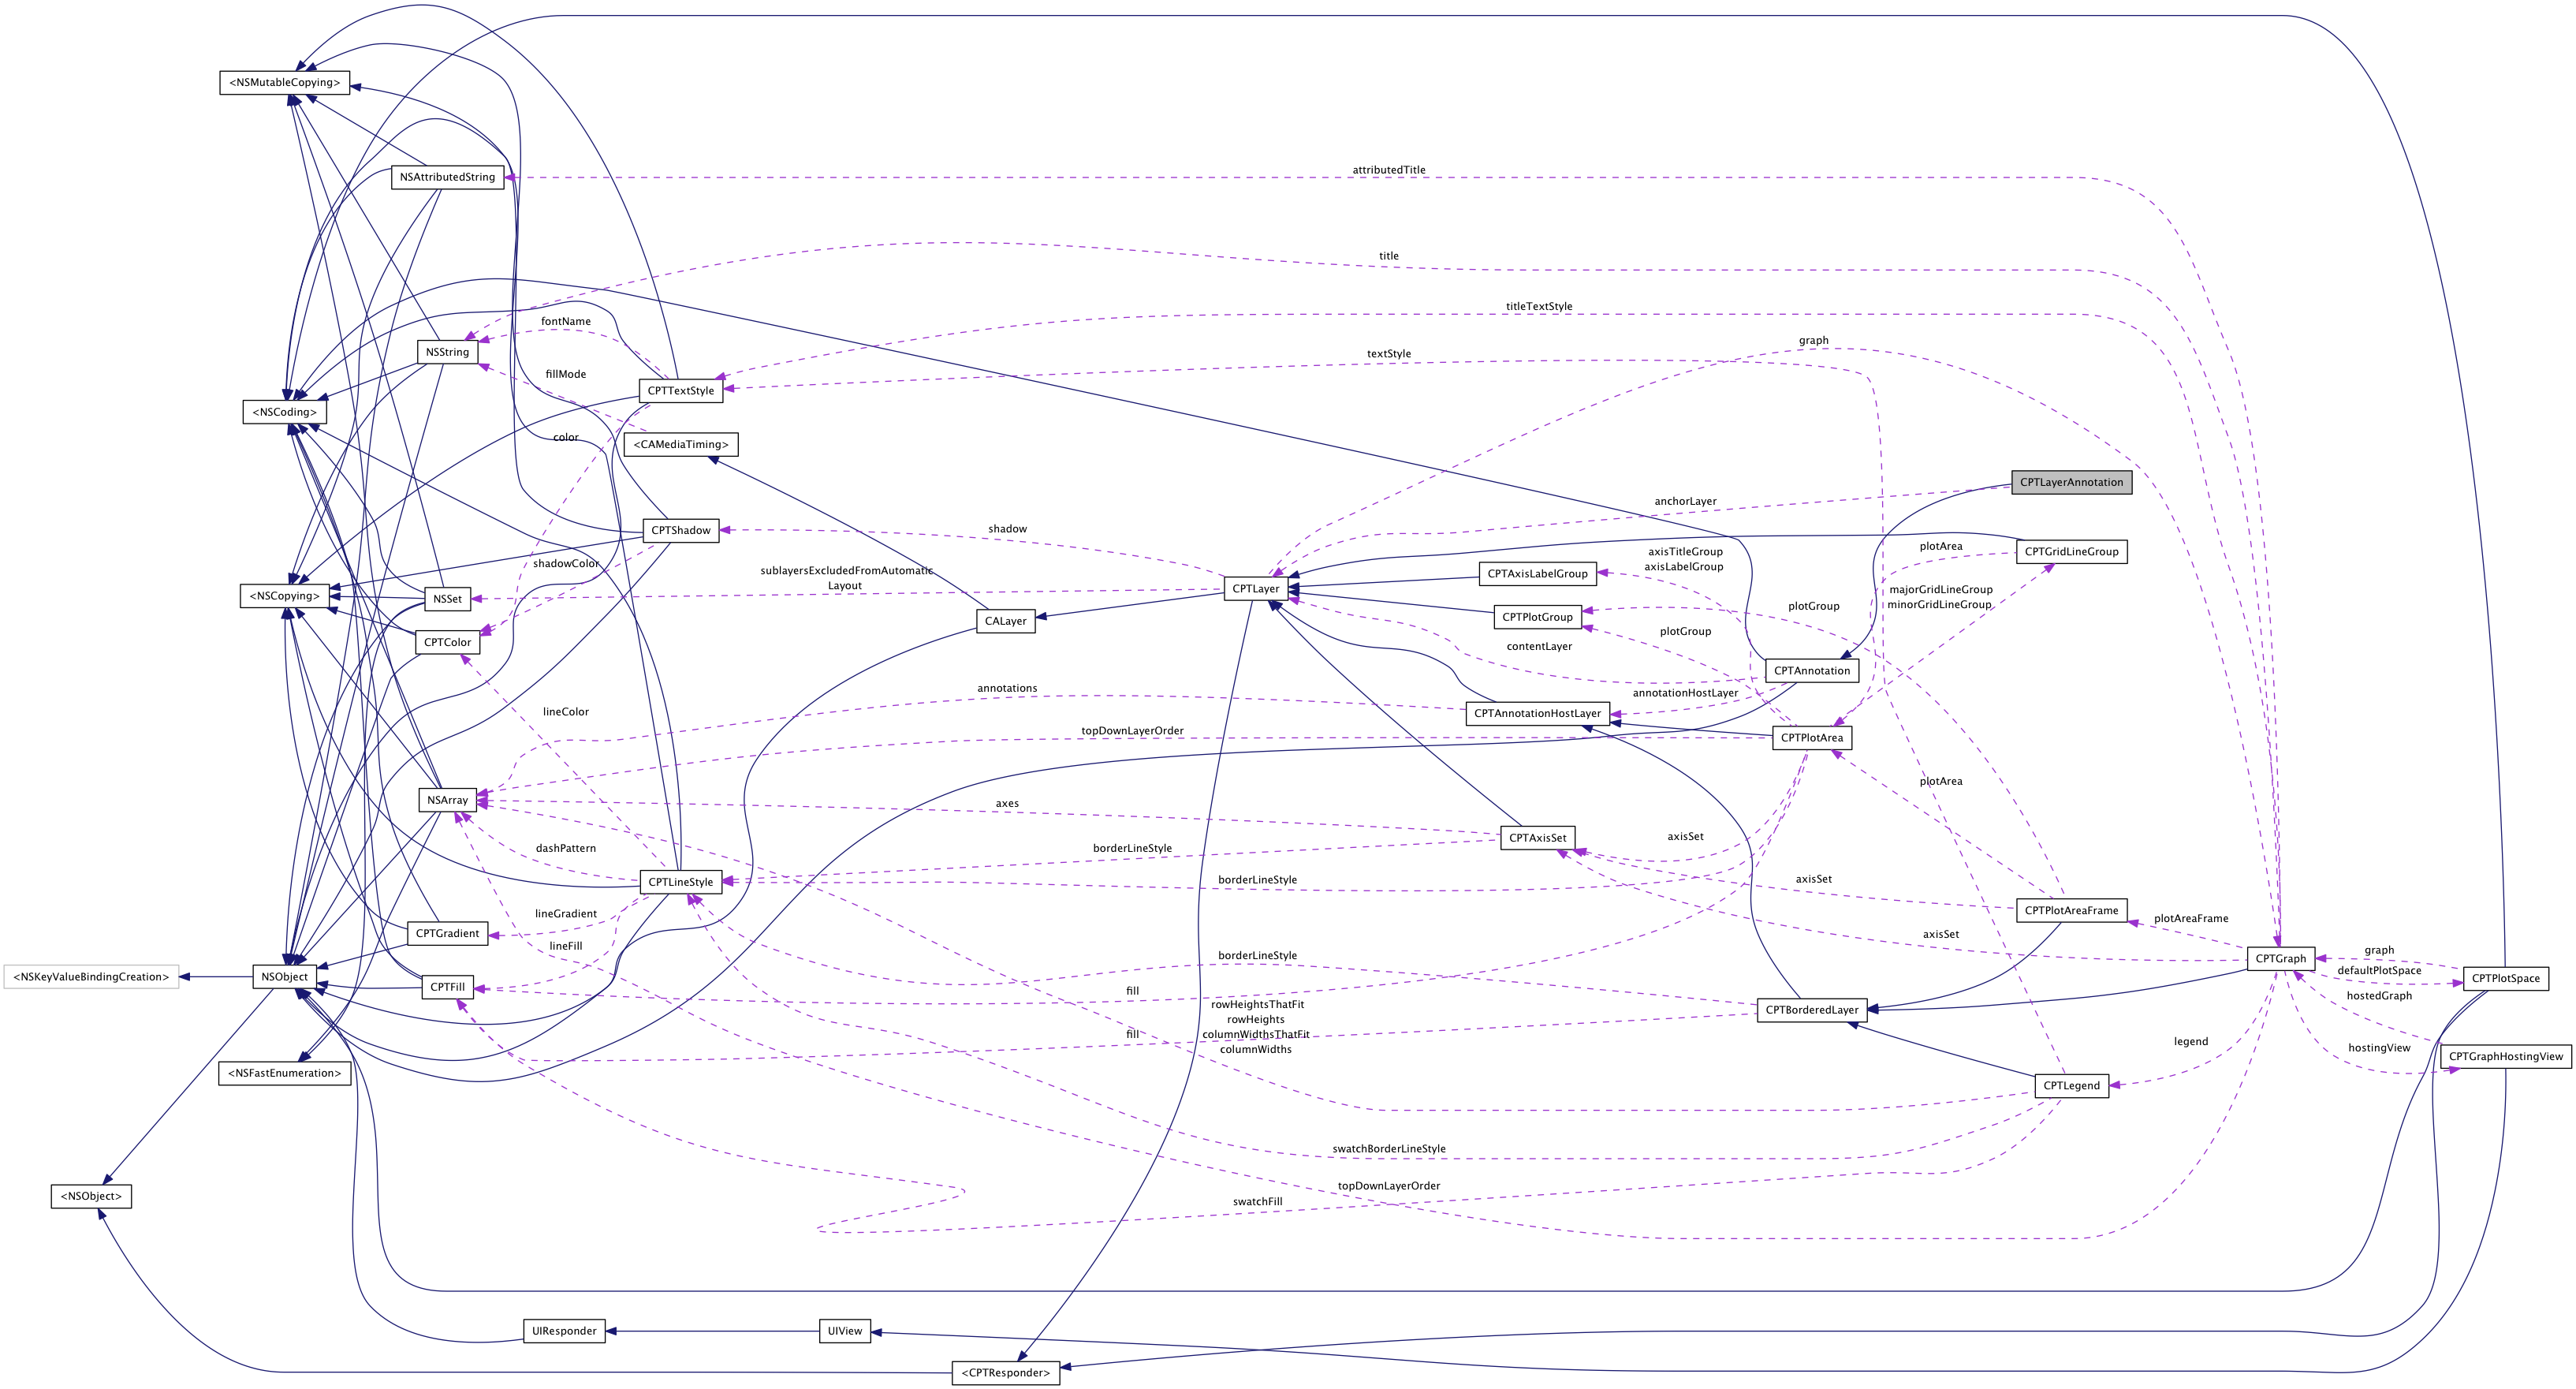 <NSMutableCopying>
NSAttributedString
attributedTitle
title
titleTextStyle
fontName
NSString
graph
textStyle
fillMode
CPTTextStyle
<NSCoding>
color
<CAMediaTiming>
CPTLayerAnnotation
anchorLayer
CPTShadow
shadow
plotArea
CPTGridLineGroup
axisTitleGroup
axisLabelGroup
shadowColor
sublayersExcludedFromAutomatic
Layout
CPTAxisLabelGroup
CPTLayer
majorGridLineGroup
minorGridLineGroup
<NSCopying>
NSSet
plotGroup
CPTPlotGroup
CALayer
plotGroup
CPTColor
contentLayer
CPTAnnotation
annotations
annotationHostLayer
lineColor
CPTAnnotationHostLayer
topDownLayerOrder
CPTPlotArea
plotArea
NSArray
axes
CPTAxisSet
axisSet
dashPattern
borderLineStyle
CPTLineStyle
borderLineStyle
axisSet
CPTPlotAreaFrame
lineGradient
plotAreaFrame
CPTGradient
axisSet
lineFill
borderLineStyle
graph
CPTGraph
defaultPlotSpace
CPTPlotSpace
<NSKeyValueBindingCreation>
NSObject
CPTFill
fill
hostedGraph
rowHeightsThatFit
rowHeights
columnWidthsThatFit
columnWidths
fill
CPTBorderedLayer
legend
hostingView
CPTGraphHostingView
<NSFastEnumeration>
CPTLegend
swatchBorderLineStyle
topDownLayerOrder
<NSObject>
swatchFill
UIResponder
UIView
<CPTResponder>